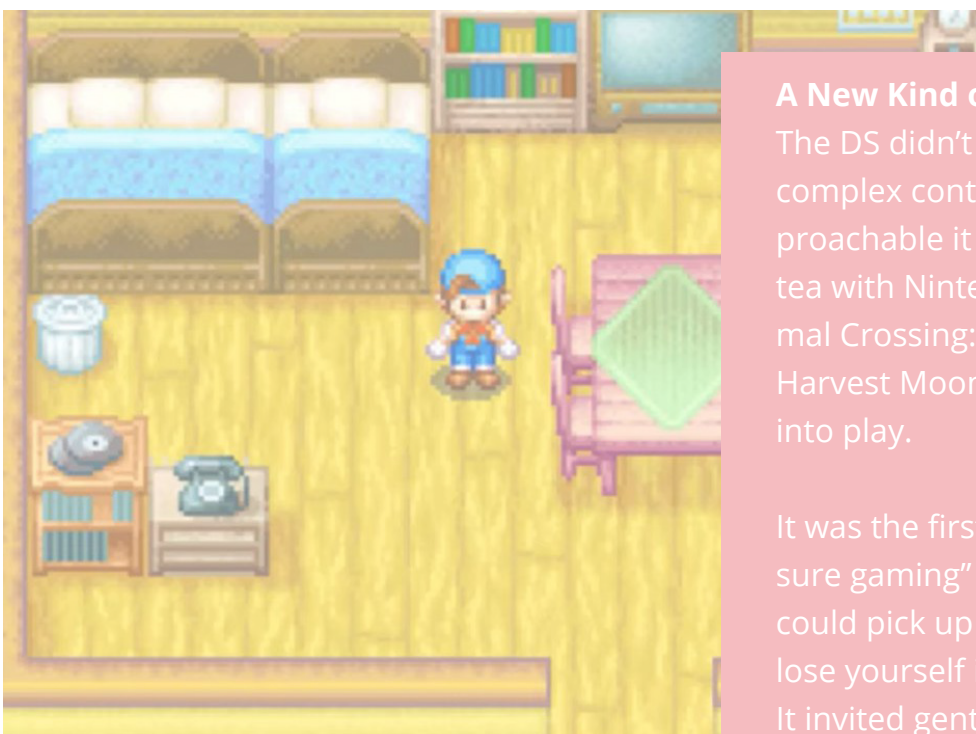 A New Kind
The DS didn’t
complex cont
proachable it
tea with Ninte
mal Crossing:
Harvest Moon
into play.
It was the firs
sure gaming”
could pick up
lose yourself
It invited gent